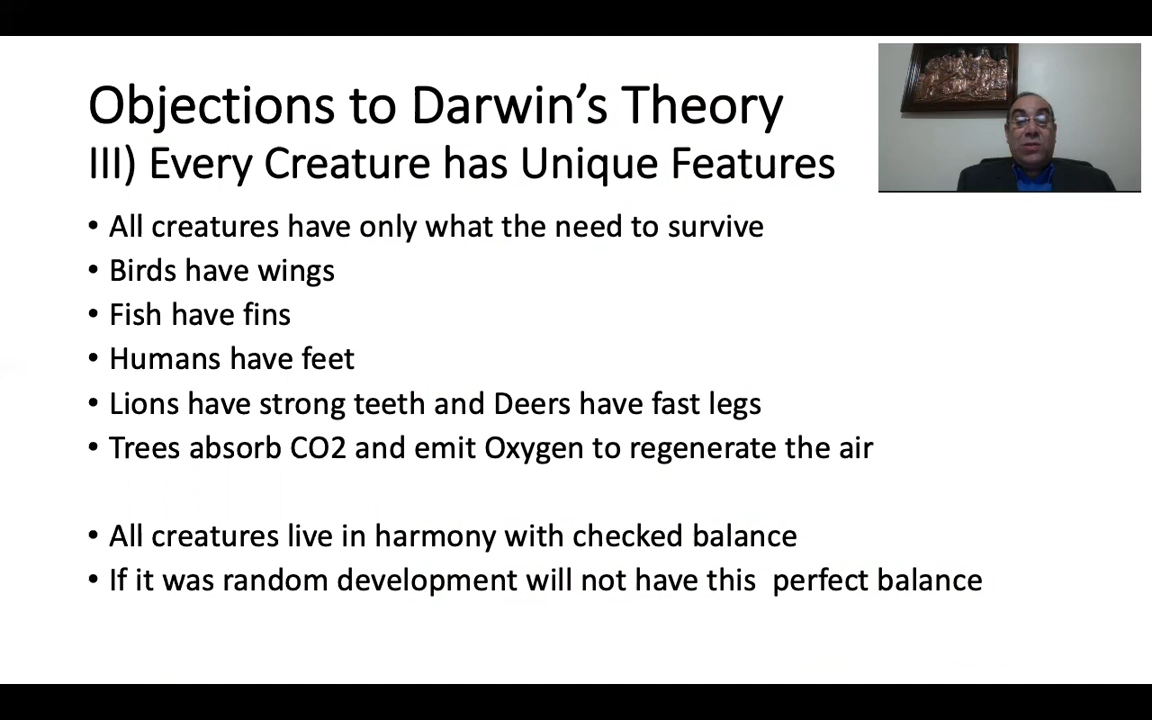 Objections to Darwin’s Theory
III) Every Creature has Unique Features
• All creatures have only what the need to survive
• Birds have wings
• Fish have fins
• Humans have feet
• Lions have strong teeth and Deers have fast legs
• Trees absorb CO2 and emit Oxygen to regenerate the air
• All creatures live in harmony with checked balance
• If it was random development will not have this  perfect balance